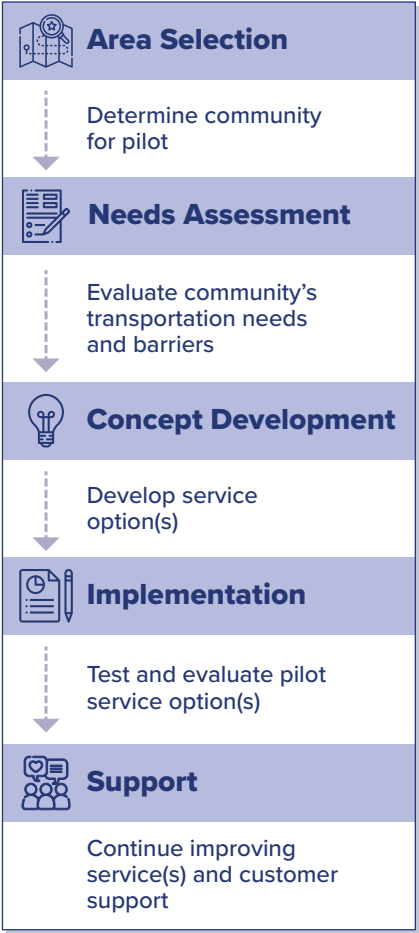 Area Selection
Determine community
for pilot
Needs Assessment
Evaluate community’s
transportation needs
and barriers
Concept Development
Develop service
option(s)
Implementation
Test and evaluate pilot
service option(s)
Support
Continue improving
service(s) and customer
support